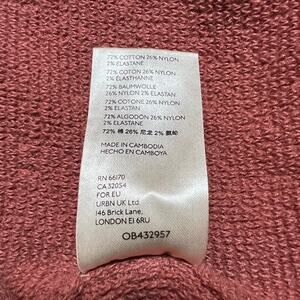 72% COTTON 26% NYLON
2% ELASTANE
72% COTON 26% NYLON
2% ELASTHANNE
72% BAUMWOLLE
26% NYLON 2% ELASTAN
72% COTONE 26% NYLON
2% ELASTANE
72% ALGODÓN 26% NYLON
2% ELASTANO
72% 棉 26% 尼龙 2% 氨纶
MADE IN CAMBODIA
HECHO EN CAMBOYA
RN 66170
CA 32054
FOR EU
URBN UK Ltd
146 Brick Lane,
LONDON E1 6RU
OB432957